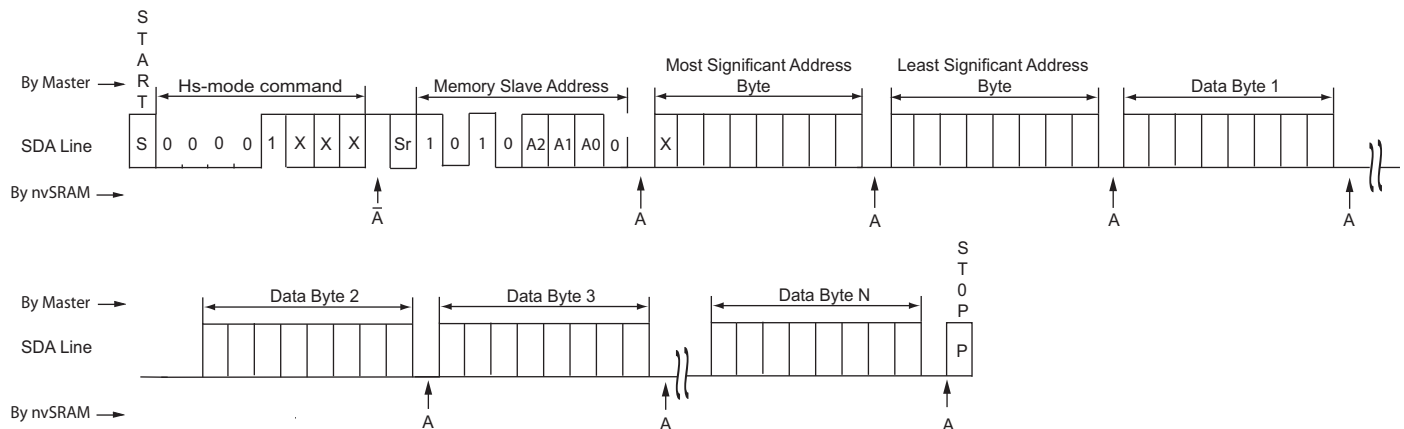 START
By Master
Hs-mode command
Memory Slave Address
Most Significant Address Byte
Least Significant Address Byte
Data Byte 1
SDA Line
S 0 0 0 0 1 X X X Sr 1 0 1 0 A2 A1 A0 0 X
By nvSRAM
A̅ A A A A
ST0P
By Master
Data Byte 2
Data Byte 3
Data Byte N
SDA Line
P
By nvSRAM
A A A